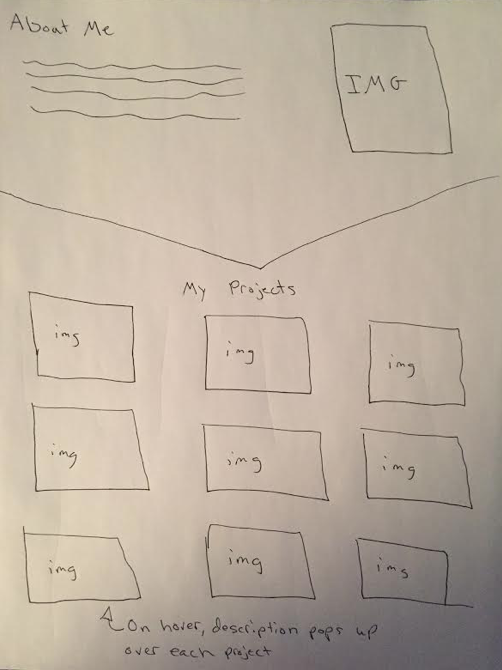 About Me
IMG
My Projects
img
img
img
img
img
img
img
img
img
On hover, description pops up
over each project